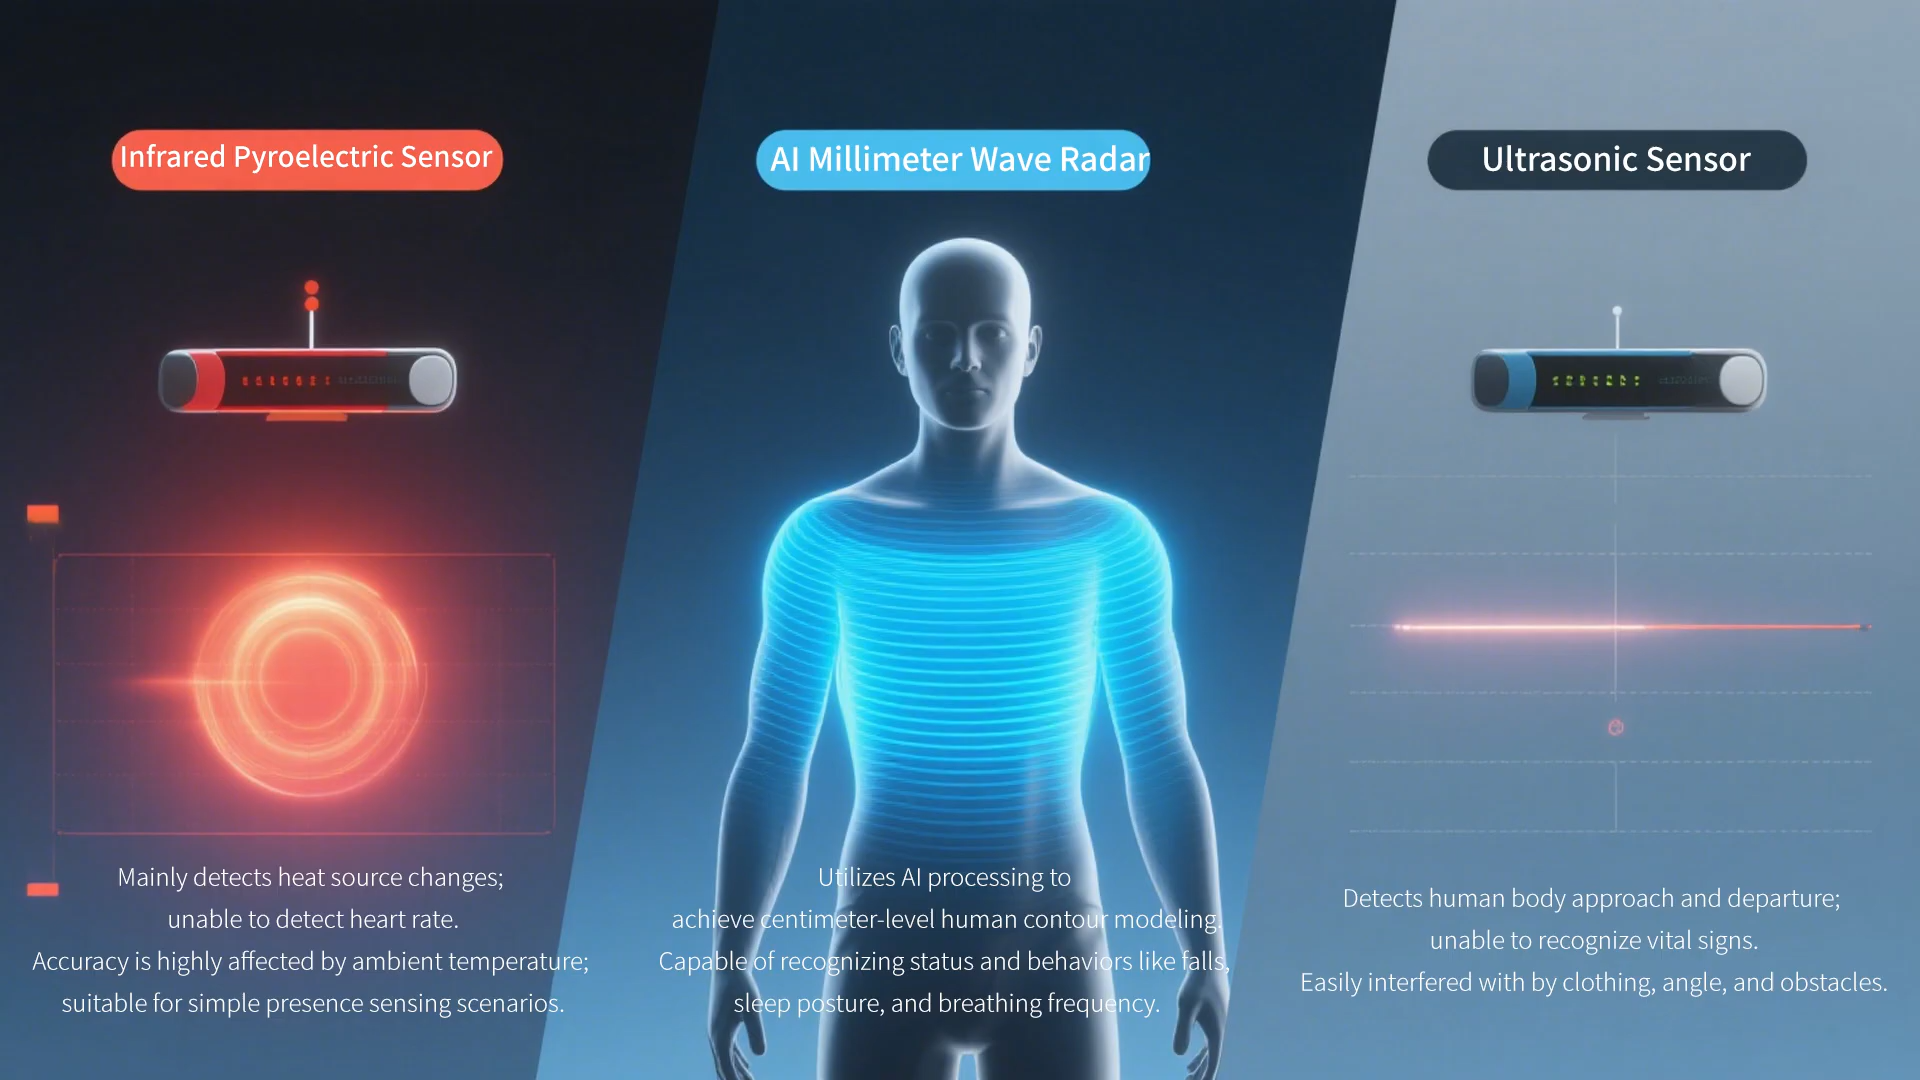 Infrared Pyroelectric Sensor
Mainly detects heat source changes;
unable to detect heart rate.
Accuracy is highly affected by ambient temperature;
suitable for simple presence sensing scenarios.
AI Millimeter Wave Radar
Utilizes AI processing to
achieve centimeter-level human contour modeling.
Capable of recognizing status and behaviors like falls,
sleep posture, and breathing frequency.
Ultrasonic Sensor
Detects human body approach and departure;
unable to recognize vital signs.
Easily interfered with by clothing, angle, and obstacles.